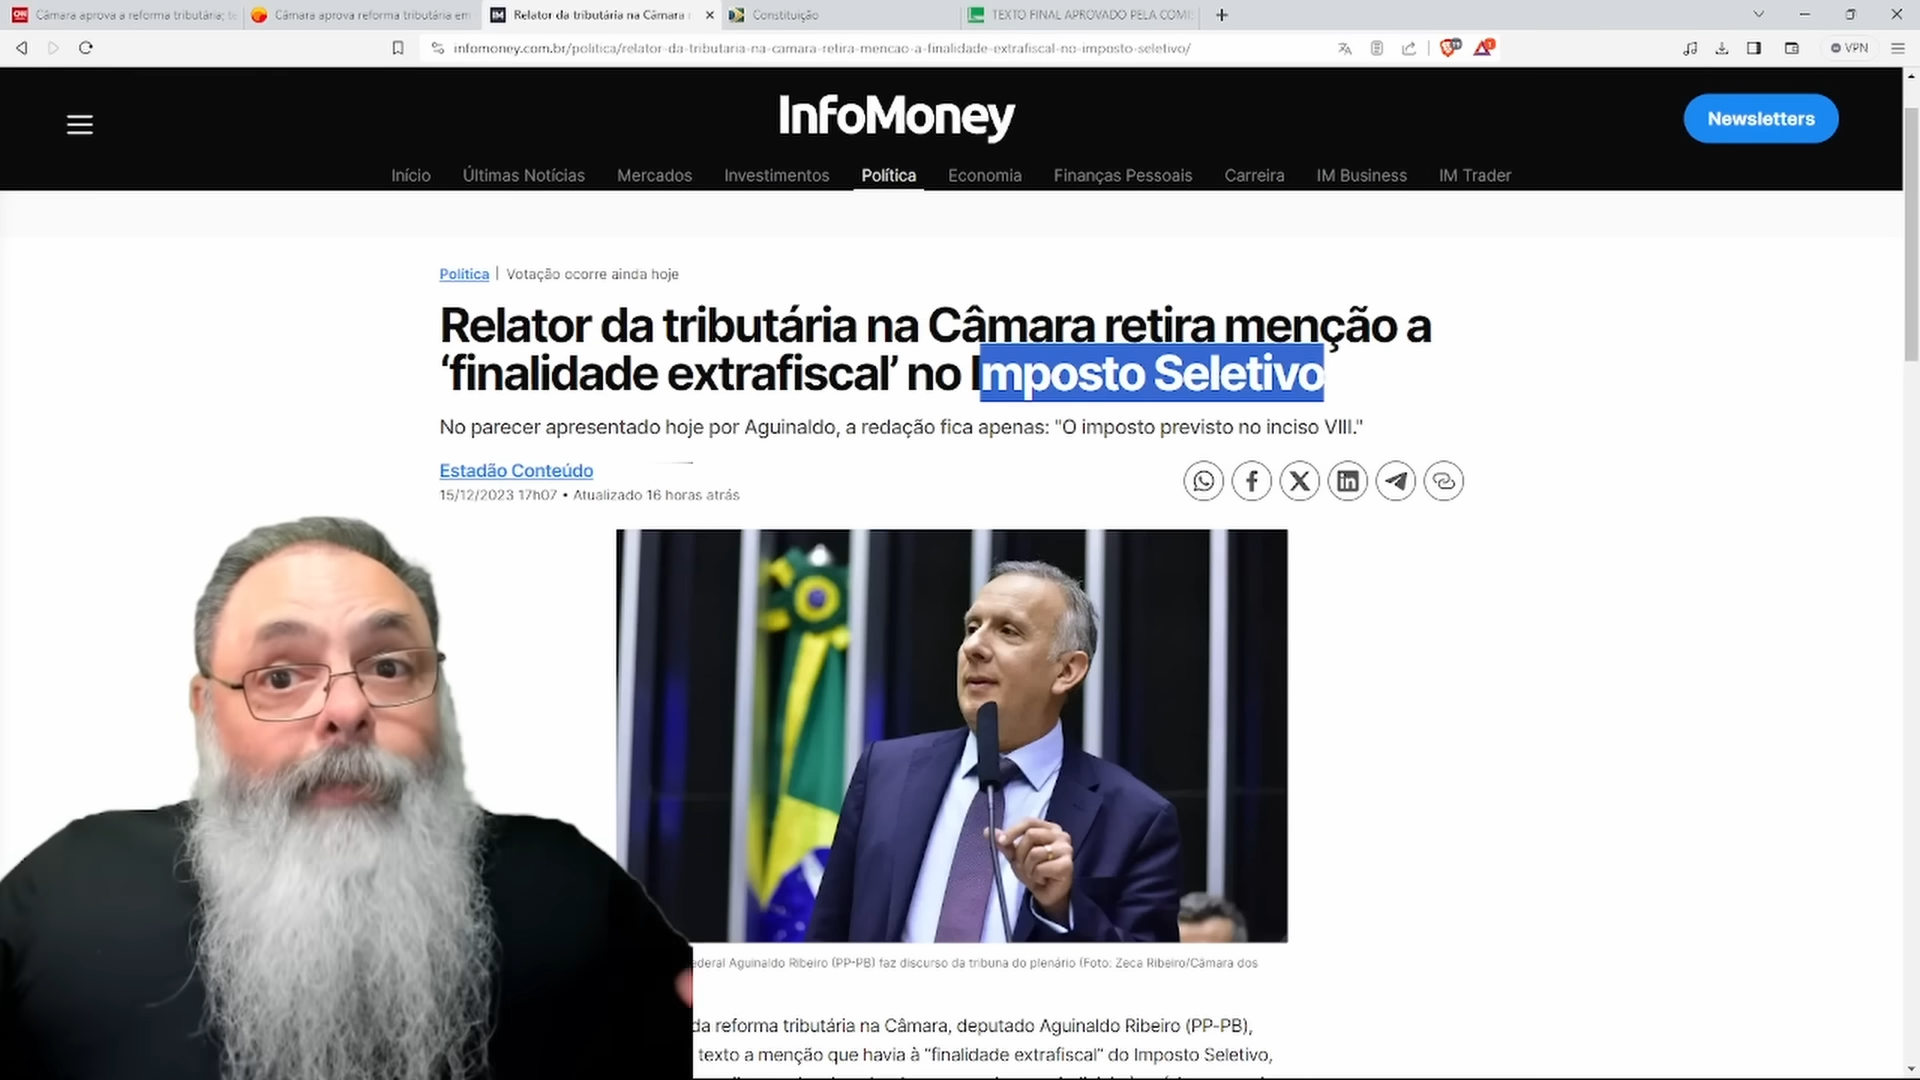 Câmara aprova a reforma tributária; te
Câmara aprova reforma tributária em
Relator da tributária na Câmara r
Constituição
TEXTO FINAL APROVADO PELA COMI
infomoney.com.br/politica/relator-da-tributaria-na-camara-retira-mencao-a-finalidade-extrafiscal-no-imposto-seletivo/
VPN
InfoMoney
Newsletters
Início Últimas Notícias Mercados Investimentos Política Economia Finanças Pessoais Carreira IM Business IM Trader
Política | Votação ocorre ainda hoje
Relator da tributária na Câmara retira menção a
‘finalidade extrafiscal’ no Imposto Seletivo
No parecer apresentado hoje por Aguinaldo, a redação fica apenas: "O imposto previsto no inciso VIII."
Estadão Conteúdo
15/12/2023 17h07 • Atualizado 16 horas atrás
ederal Aguinaldo Ribeiro (PP-PB) faz discurso da tribuna do plenário (Foto: Zeca Ribeiro/Câmara dos
da reforma tributária na Câmara, deputado Aguinaldo Ribeiro (PP-PB),
texto a menção que havia à "finalidade extrafiscal" do Imposto Seletivo,